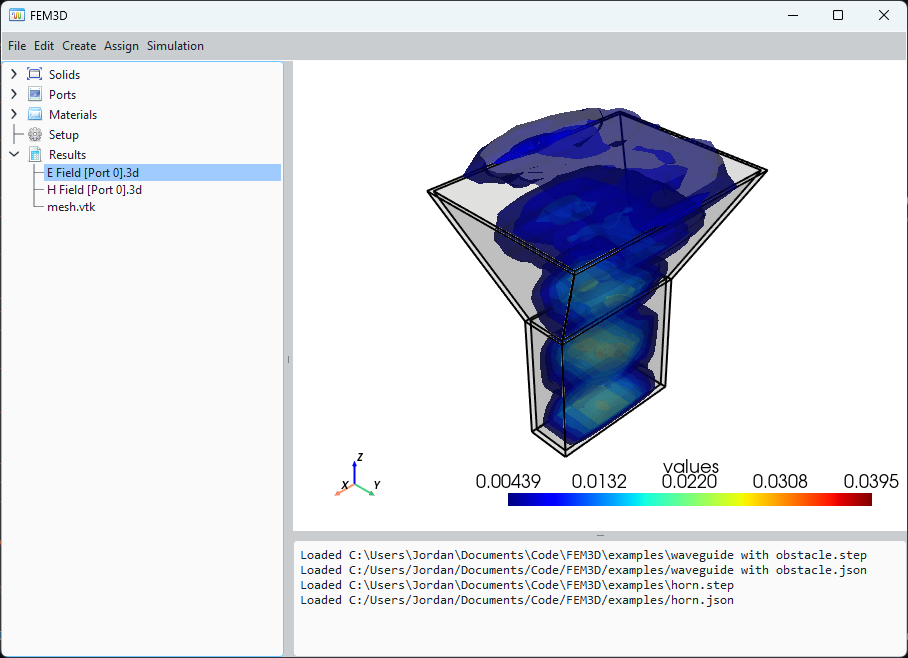 FEM3D
File Edit Create Assign Simulation
Solids
Ports
Materials
Setup
Results
E Field [Port 0].3d
H Field [Port 0].3d
mesh.vtk
Z
X Y
values
0.00439 0.0132 0.0220 0.0308 0.0395
Loaded C:\Users\Jordan\Documents\Code\FEM3D\examples\waveguide with obstacle.step
Loaded C:/Users/Jordan/Documents/Code/FEM3D/examples/waveguide with obstacle.json
Loaded C:\Users\Jordan\Documents\Code\FEM3D\examples\horn.step
Loaded C:/Users/Jordan/Documents/Code/FEM3D/examples/horn.json